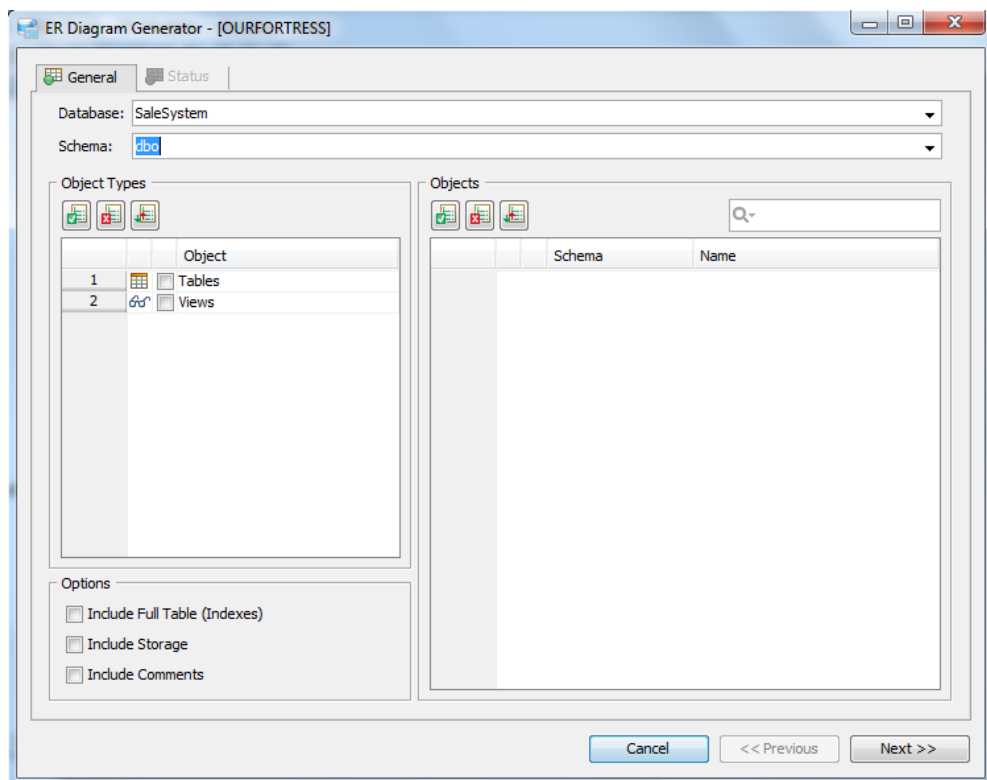 ER Diagram Generator - [OURFORTRESS]
General Status
Database: SaleSystem
Schema: dbo
Object Types
Object
1 Tables
2 Views
Options
Include Full Table (Indexes)
Include Storage
Include Comments
Objects
Schema Name
Cancel << Previous Next >>